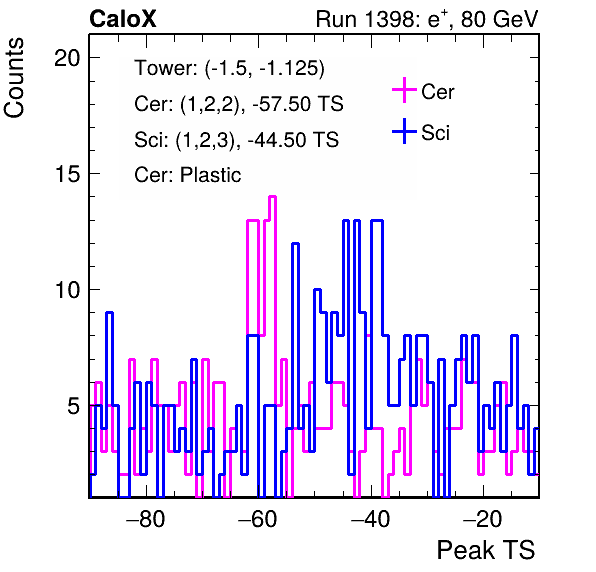 CaloX Run 1398: e⁺, 80 GeV
Counts
20
15
10
5
Tower: (-1.5, -1.125)
Cer: (1,2,2), -57.50 TS
Sci: (1,2,3), -44.50 TS
Cer: Plastic
Cer
Sci
−80 −60 −40 −20
Peak TS